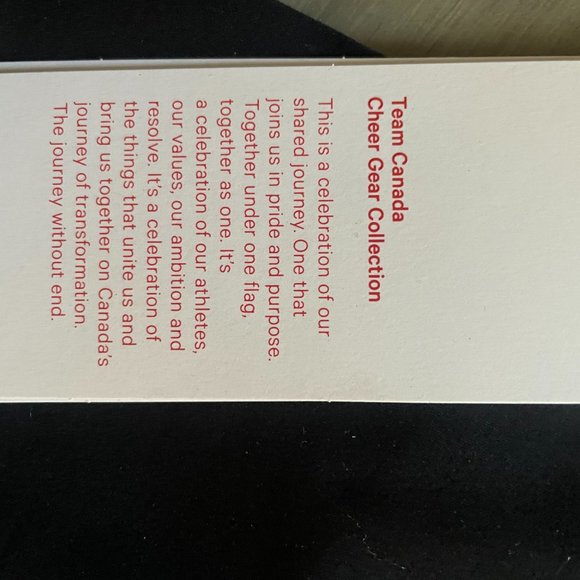 Team Canada
Cheer Gear Collection
This is a celebration of our
shared journey. One that
joins us in pride and purpose.
Together under one flag,
together as one. It's
a celebration of our athletes,
our values, our ambition and
resolve. It's a celebration of
the things that unite us and
bring us together on Canada's
journey of transformation.
The journey without end.